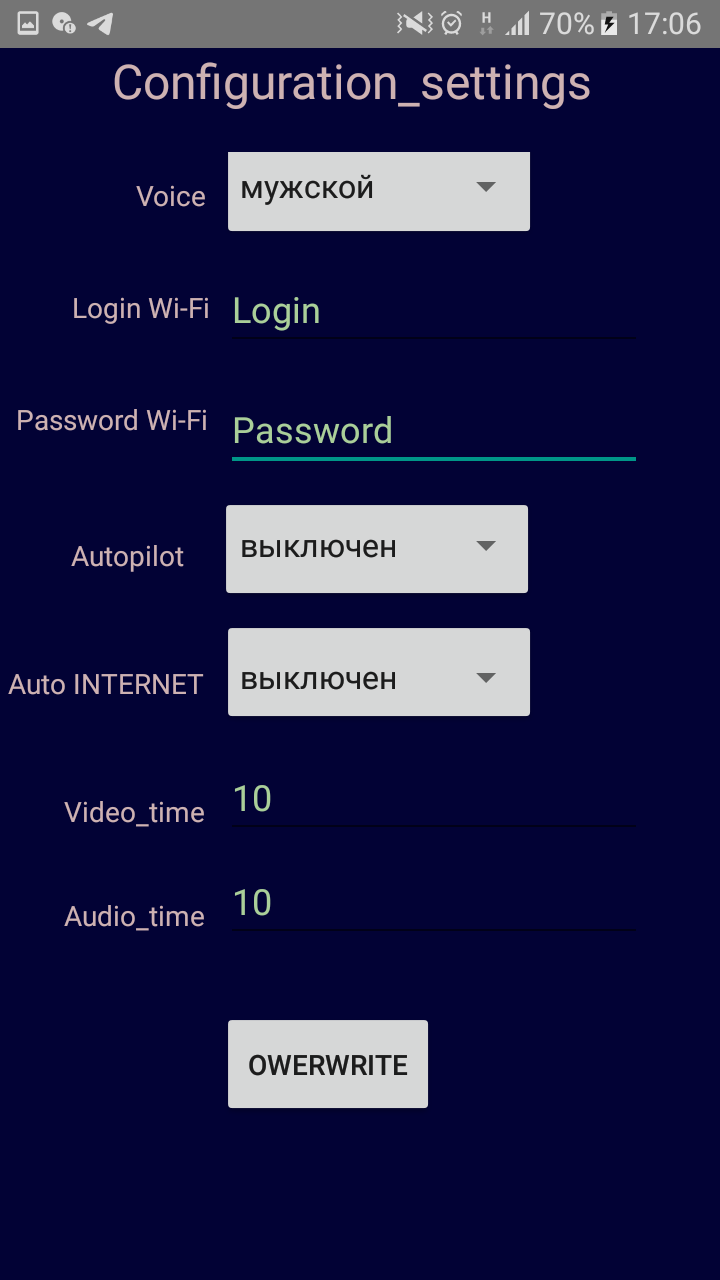 H 70% 17:06
Configuration_settings
Voice мужской
Login Wi-Fi Login
Password Wi-Fi Password
Autopilot выключен
Auto INTERNET выключен
Video_time 10
Audio_time 10
OWERWRITE